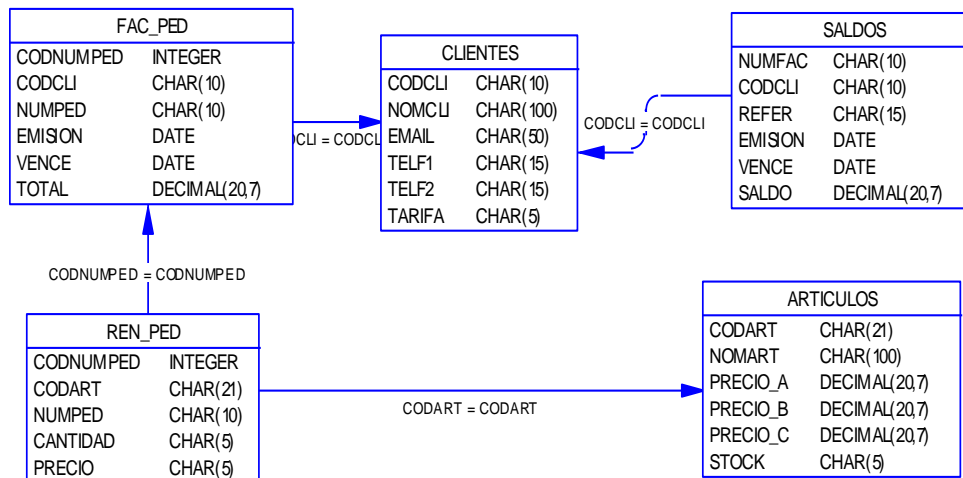 FAC_PED
CODNUMPED INTEGER
CODCLI CHAR(10)
NUMPED CHAR(10)
EMISION DATE
VENCE DATE
TOTAL DECIMAL(20,7)
CLIENTES
CODCLI CHAR(10)
NOMCLI CHAR(100)
EMAIL CHAR(50)
TELF1 CHAR(15)
TELF2 CHAR(15)
TARIFA CHAR(5)
SALDOS
NUMFAC CHAR(10)
CODCLI CHAR(10)
REFER CHAR(15)
EMISION DATE
VENCE DATE
SALDO DECIMAL(20,7)
CODCLI = CODCLI
CODNUMPED = CODNUMPED
REN_PED
CODNUMPED INTEGER
CODART CHAR(21)
NUMPED CHAR(10)
CANTIDAD CHAR(5)
PRECIO CHAR(5)
CODART = CODART
ARTICULOS
CODART CHAR(21)
NOMART CHAR(100)
PRECIO_A DECIMAL(20,7)
PRECIO_B DECIMAL(20,7)
PRECIO_C DECIMAL(20,7)
STOCK CHAR(5)